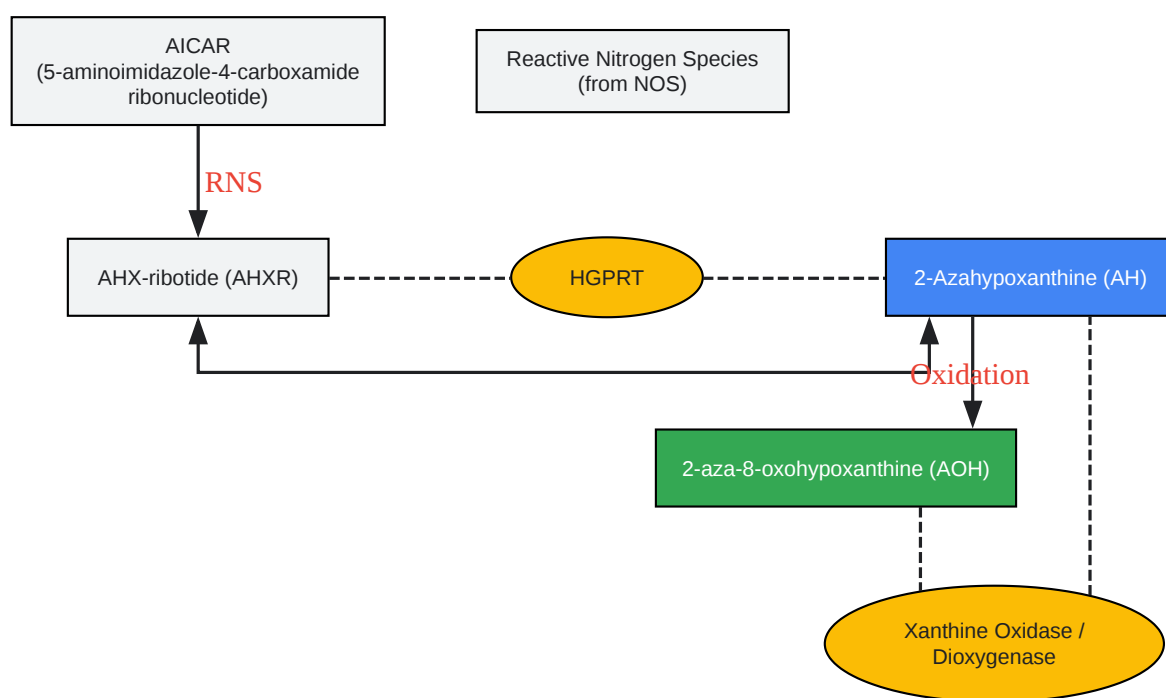 AICAR
(5-aminoimidazole-4-carboxamide
ribonucleotide)
Reactive Nitrogen Species
(from NOS)
RNS
AHX-ribotide (AHXR)
HGPRT
2-Azahypoxanthine (AH)
Oxidation
2-aza-8-oxohypoxanthine (AOH)
Xanthine Oxidase /
Dioxygenase